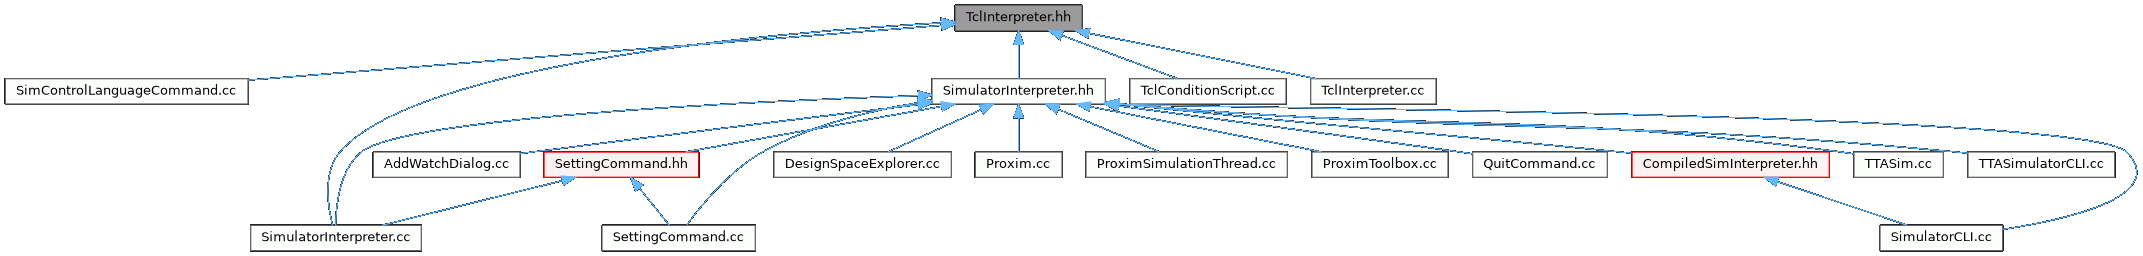 TclInterpreter.hh
SimControlLanguageCommand.cc
SimulatorInterpreter.hh
TclConditionScript.cc
TclInterpreter.cc
AddWatchDialog.cc
SettingCommand.hh
DesignSpaceExplorer.cc
Proxim.cc
ProximSimulationThread.cc
ProximToolbox.cc
QuitCommand.cc
CompiledSimInterpreter.hh
TTASim.cc
TTASimulatorCLI.cc
SimulatorInterpreter.cc
SettingCommand.cc
SimulatorCLI.cc